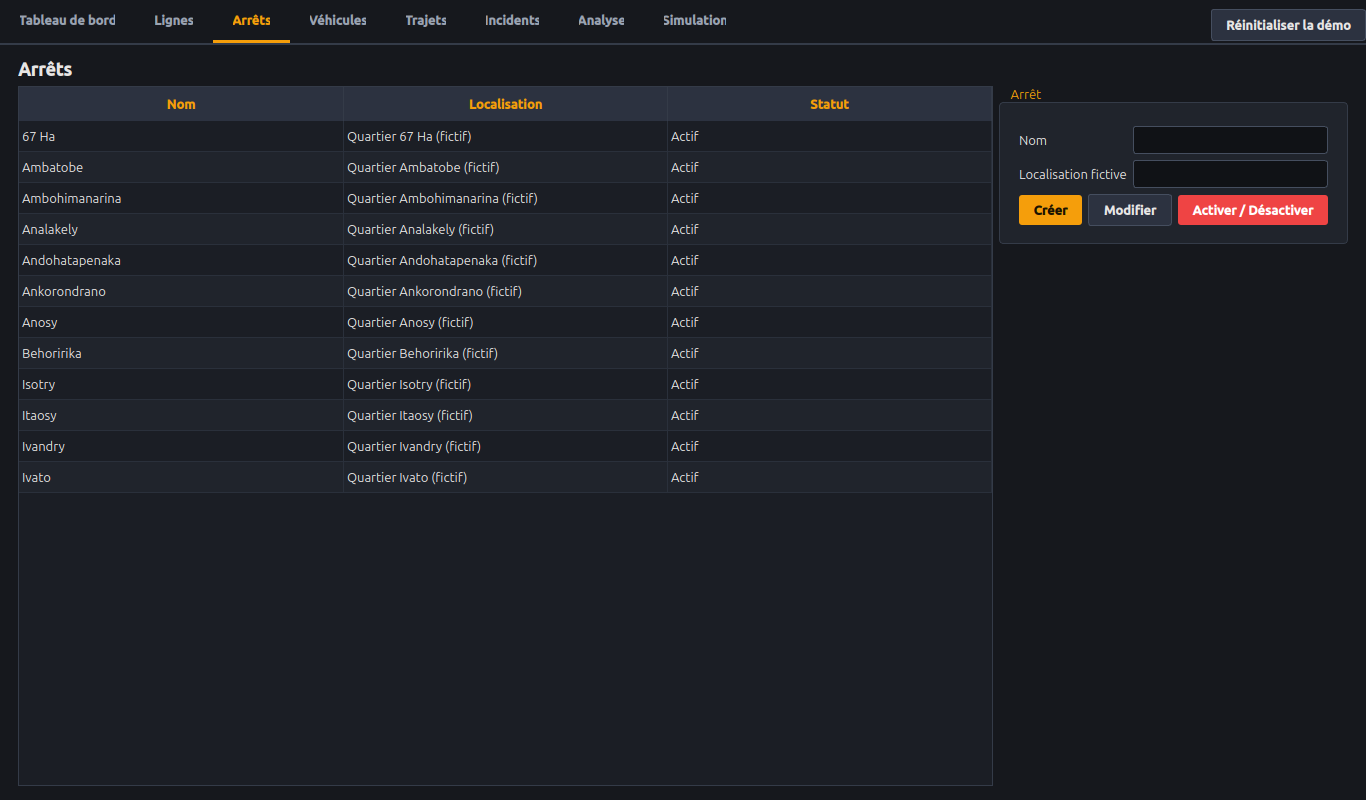 Tableau de bord Lignes Arrêts Véhicules Trajets Incidents Analyse Simulation Réinitialiser la démo
Arrêts
Nom Localisation Statut
67 Ha Quartier 67 Ha (fictif) Actif
Ambatobe Quartier Ambatobe (fictif) Actif
Ambohimanarina Quartier Ambohimanarina (fictif) Actif
Analakely Quartier Analakely (fictif) Actif
Andohatapenaka Quartier Andohatapenaka (fictif) Actif
Ankorondrano Quartier Ankorondrano (fictif) Actif
Anosy Quartier Anosy (fictif) Actif
Behoririka Quartier Behoririka (fictif) Actif
Isotry Quartier Isotry (fictif) Actif
Itaosy Quartier Itaosy (fictif) Actif
Ivandry Quartier Ivandry (fictif) Actif
Ivato Quartier Ivato (fictif) Actif
Arrêt
Nom
Localisation fictive
Créer Modifier Activer / Désactiver